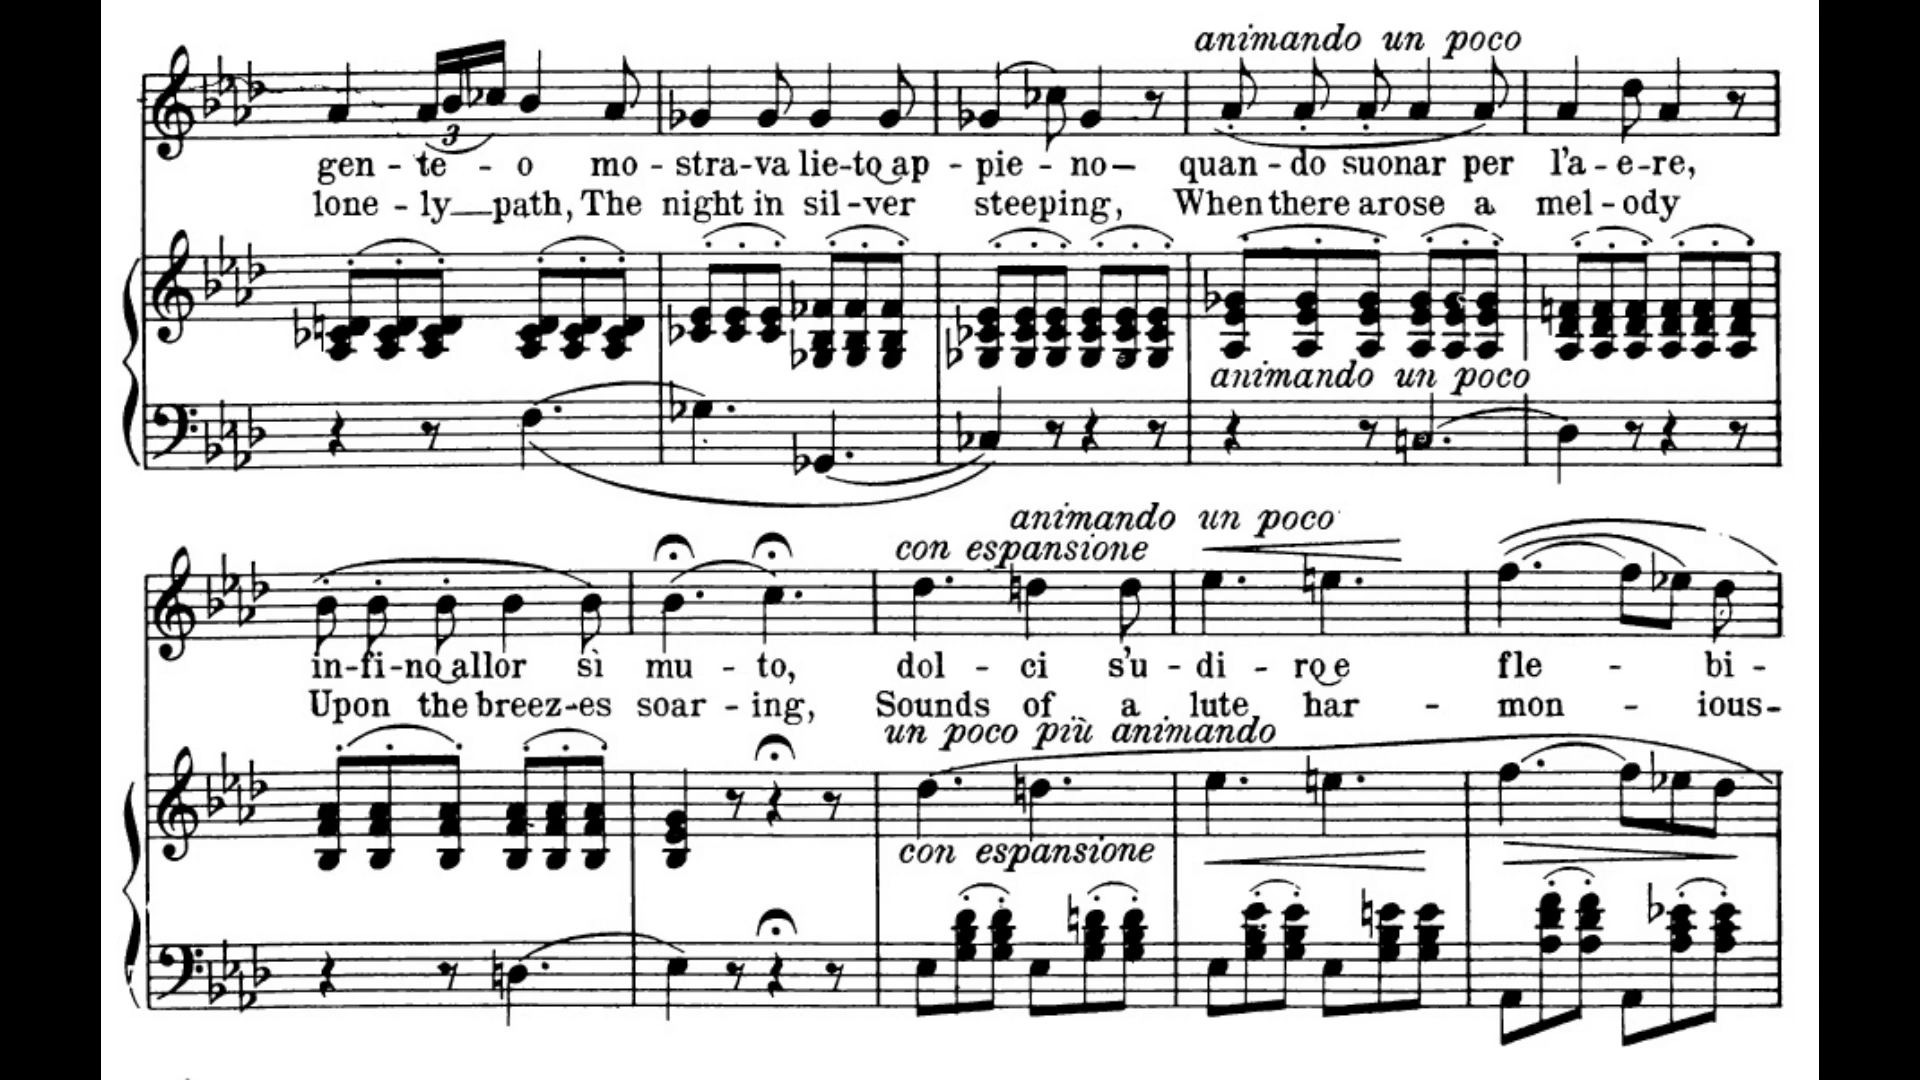 animando un poco
3
gen - te - o mo - stra-va lie-to ap - pie - no— quan - do suonar per l'a - e-re,
lone - ly—path, The night in sil - ver steeping, When there arose a mel - ody
animando un poco
animando un poco
con espansione
in-fi-no allor sì mu - to, dol - ci s'u - di - ro e fle - bi -
Upon the breez-es soar - ing, Sounds of a lute har - mon - ious-
un poco più animando
con espansione